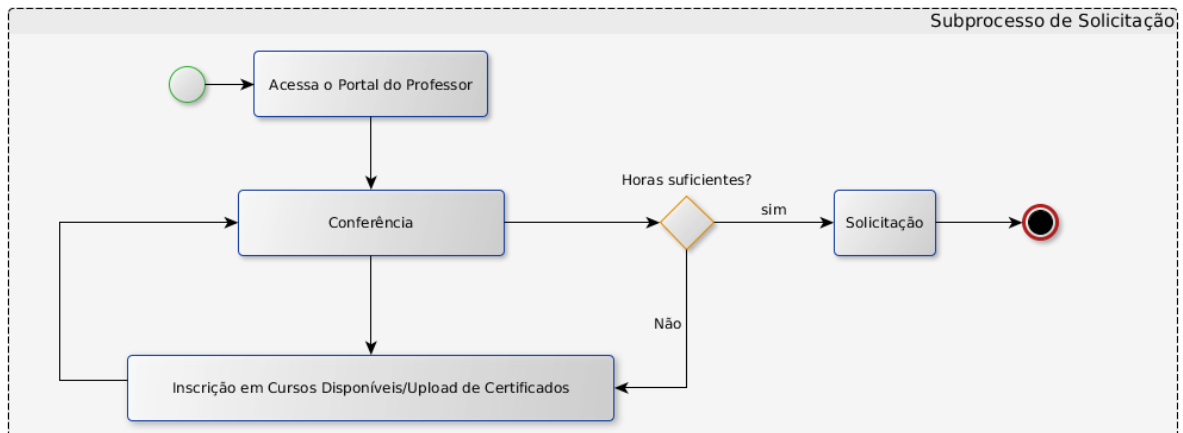 Subprocesso de Solicitação
Acessa o Portal do Professor
Horas suficientes?
Conferência
sim
Solicitação
Não
Inscrição em Cursos Disponíveis/Upload de Certificados